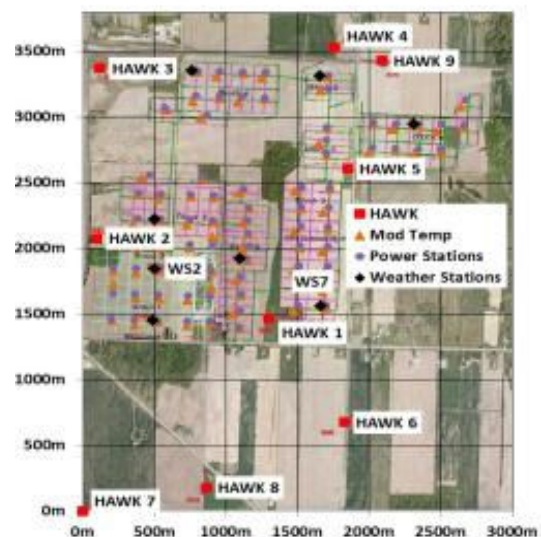 HAWK 4
3500m
HAWK 3
HAWK 9
3000m
HAWK 5
2500m
HAWK
HAWK 2
Mod Temp
2000m
Power Stations
WS2
WS7
Weather Stations
1500m
HAWK 1
1000m
HAWK 6
500m
HAWK 8
HAWK 7
0m
0m 500m 1000m 1500m 2000m 2500m 3000m